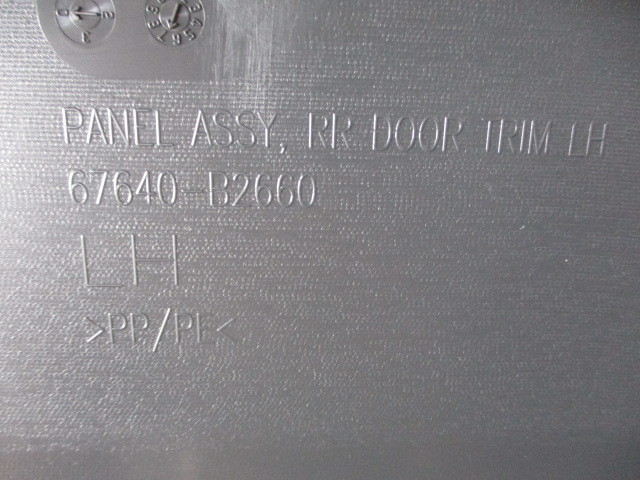 PANEL ASSY, RR DOOR TRIM LH
67640-B2660
LH
>PP/PE<